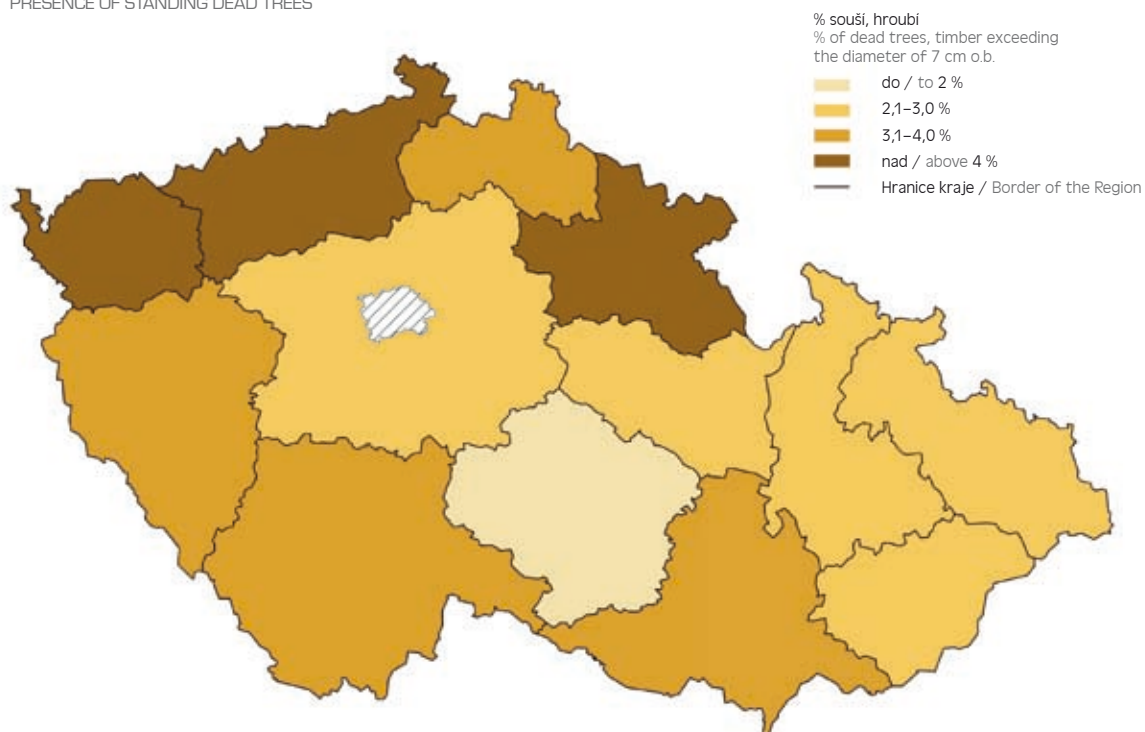 PRESENCE OF STANDING DEAD TREES
% souší, hroubí
% of dead trees, timber exceeding
the diameter of 7 cm o.b.
do / to 2 %
2,1–3,0 %
3,1–4,0 %
nad / above 4 %
Hranice kraje / Border of the Region